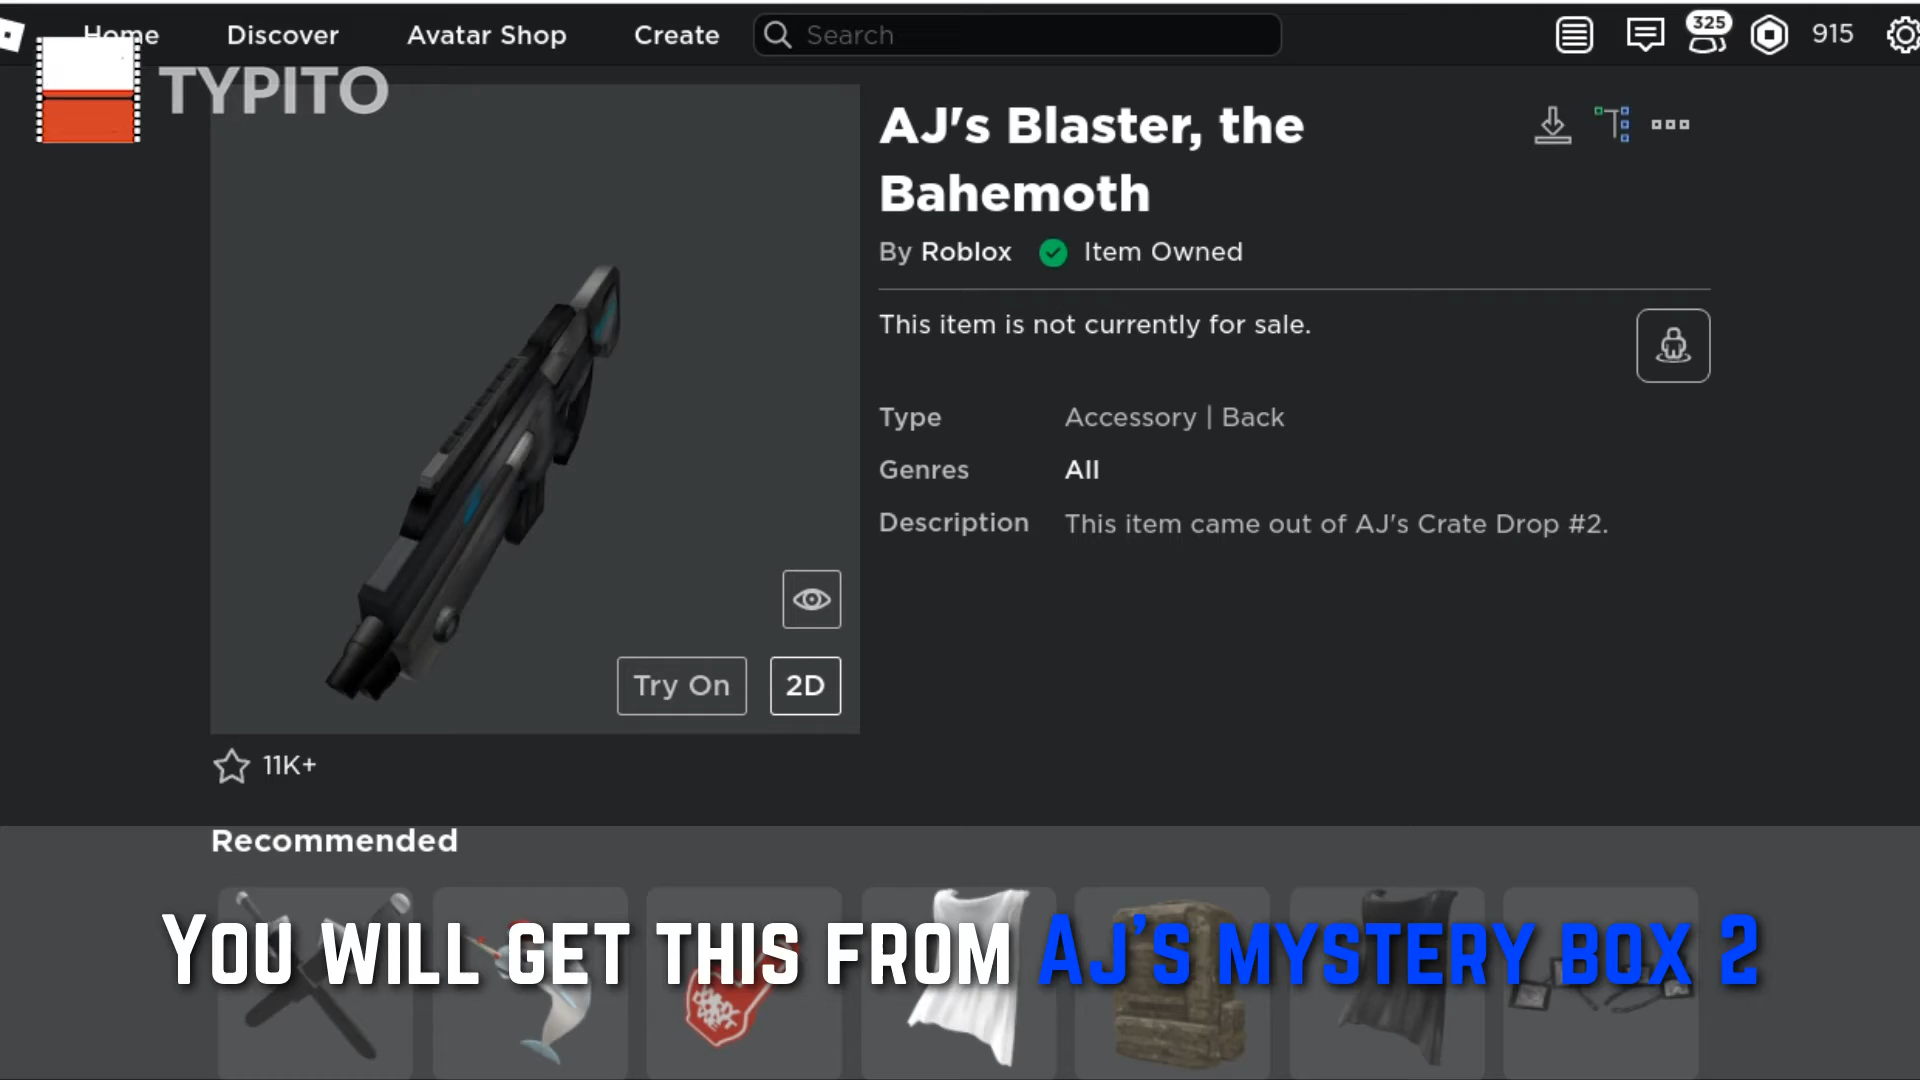 Home Discover Avatar Shop Create Search 325 915
TYPITO
AJ's Blaster, the
Bahemoth
By Roblox Item Owned
This item is not currently for sale.
Type Accessory | Back
Genres All
Description This item came out of AJ's Crate Drop #2.
Try On 2D
11K+
Recommended
You will get this from Aj's mystery box 2